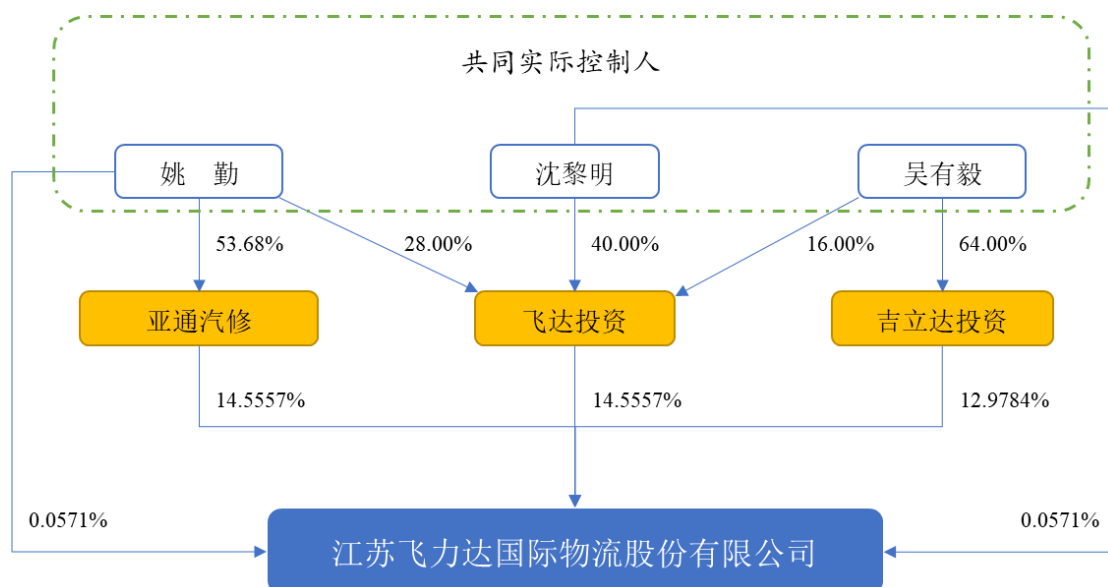 共同实际控制人
姚 勤
沈黎明
吴有毅
53.68%
28.00%
40.00%
16.00%
64.00%
亚通汽修
飞达投资
吉立达投资
14.5557%
14.5557%
12.9784%
0.0571%
0.0571%
江苏飞力达国际物流股份有限公司